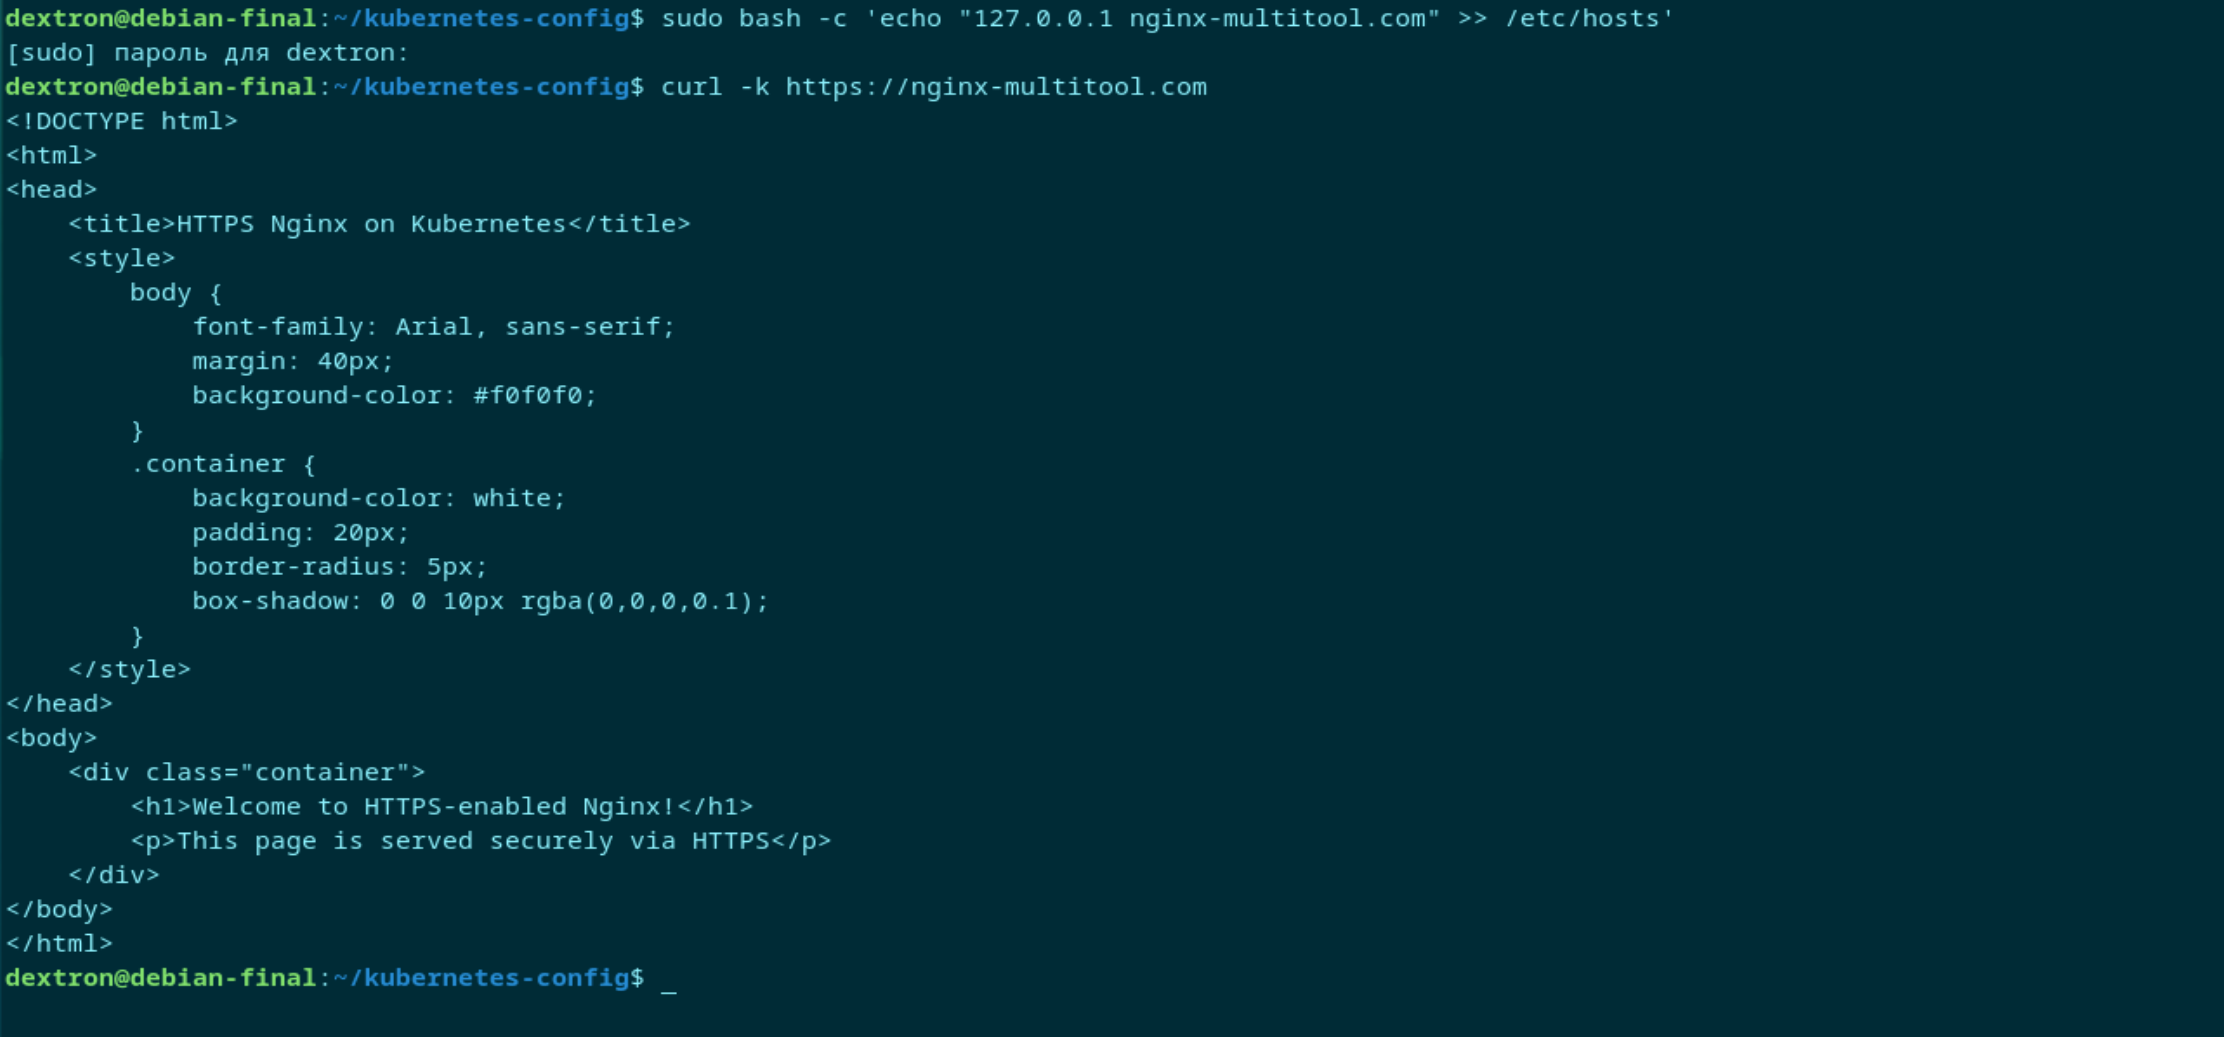 dextron@debian-final:~/kubernetes-config$ sudo bash -c 'echo "127.0.0.1 nginx-multitool.com" >> /etc/hosts'
[sudo] пароль для dextron:
dextron@debian-final:~/kubernetes-config$ curl -k https://nginx-multitool.com
<!DOCTYPE html>
<html>
<head>
    <title>HTTPS Nginx on Kubernetes</title>
    <style>
        body {
            font-family: Arial, sans-serif;
            margin: 40px;
            background-color: #f0f0f0;
        }
        .container {
            background-color: white;
            padding: 20px;
            border-radius: 5px;
            box-shadow: 0 0 10px rgba(0,0,0,0.1);
        }
    </style>
</head>
<body>
    <div class="container">
        <h1>Welcome to HTTPS-enabled Nginx!</h1>
        <p>This page is served securely via HTTPS</p>
    </div>
</body>
</html>
dextron@debian-final:~/kubernetes-config$ _